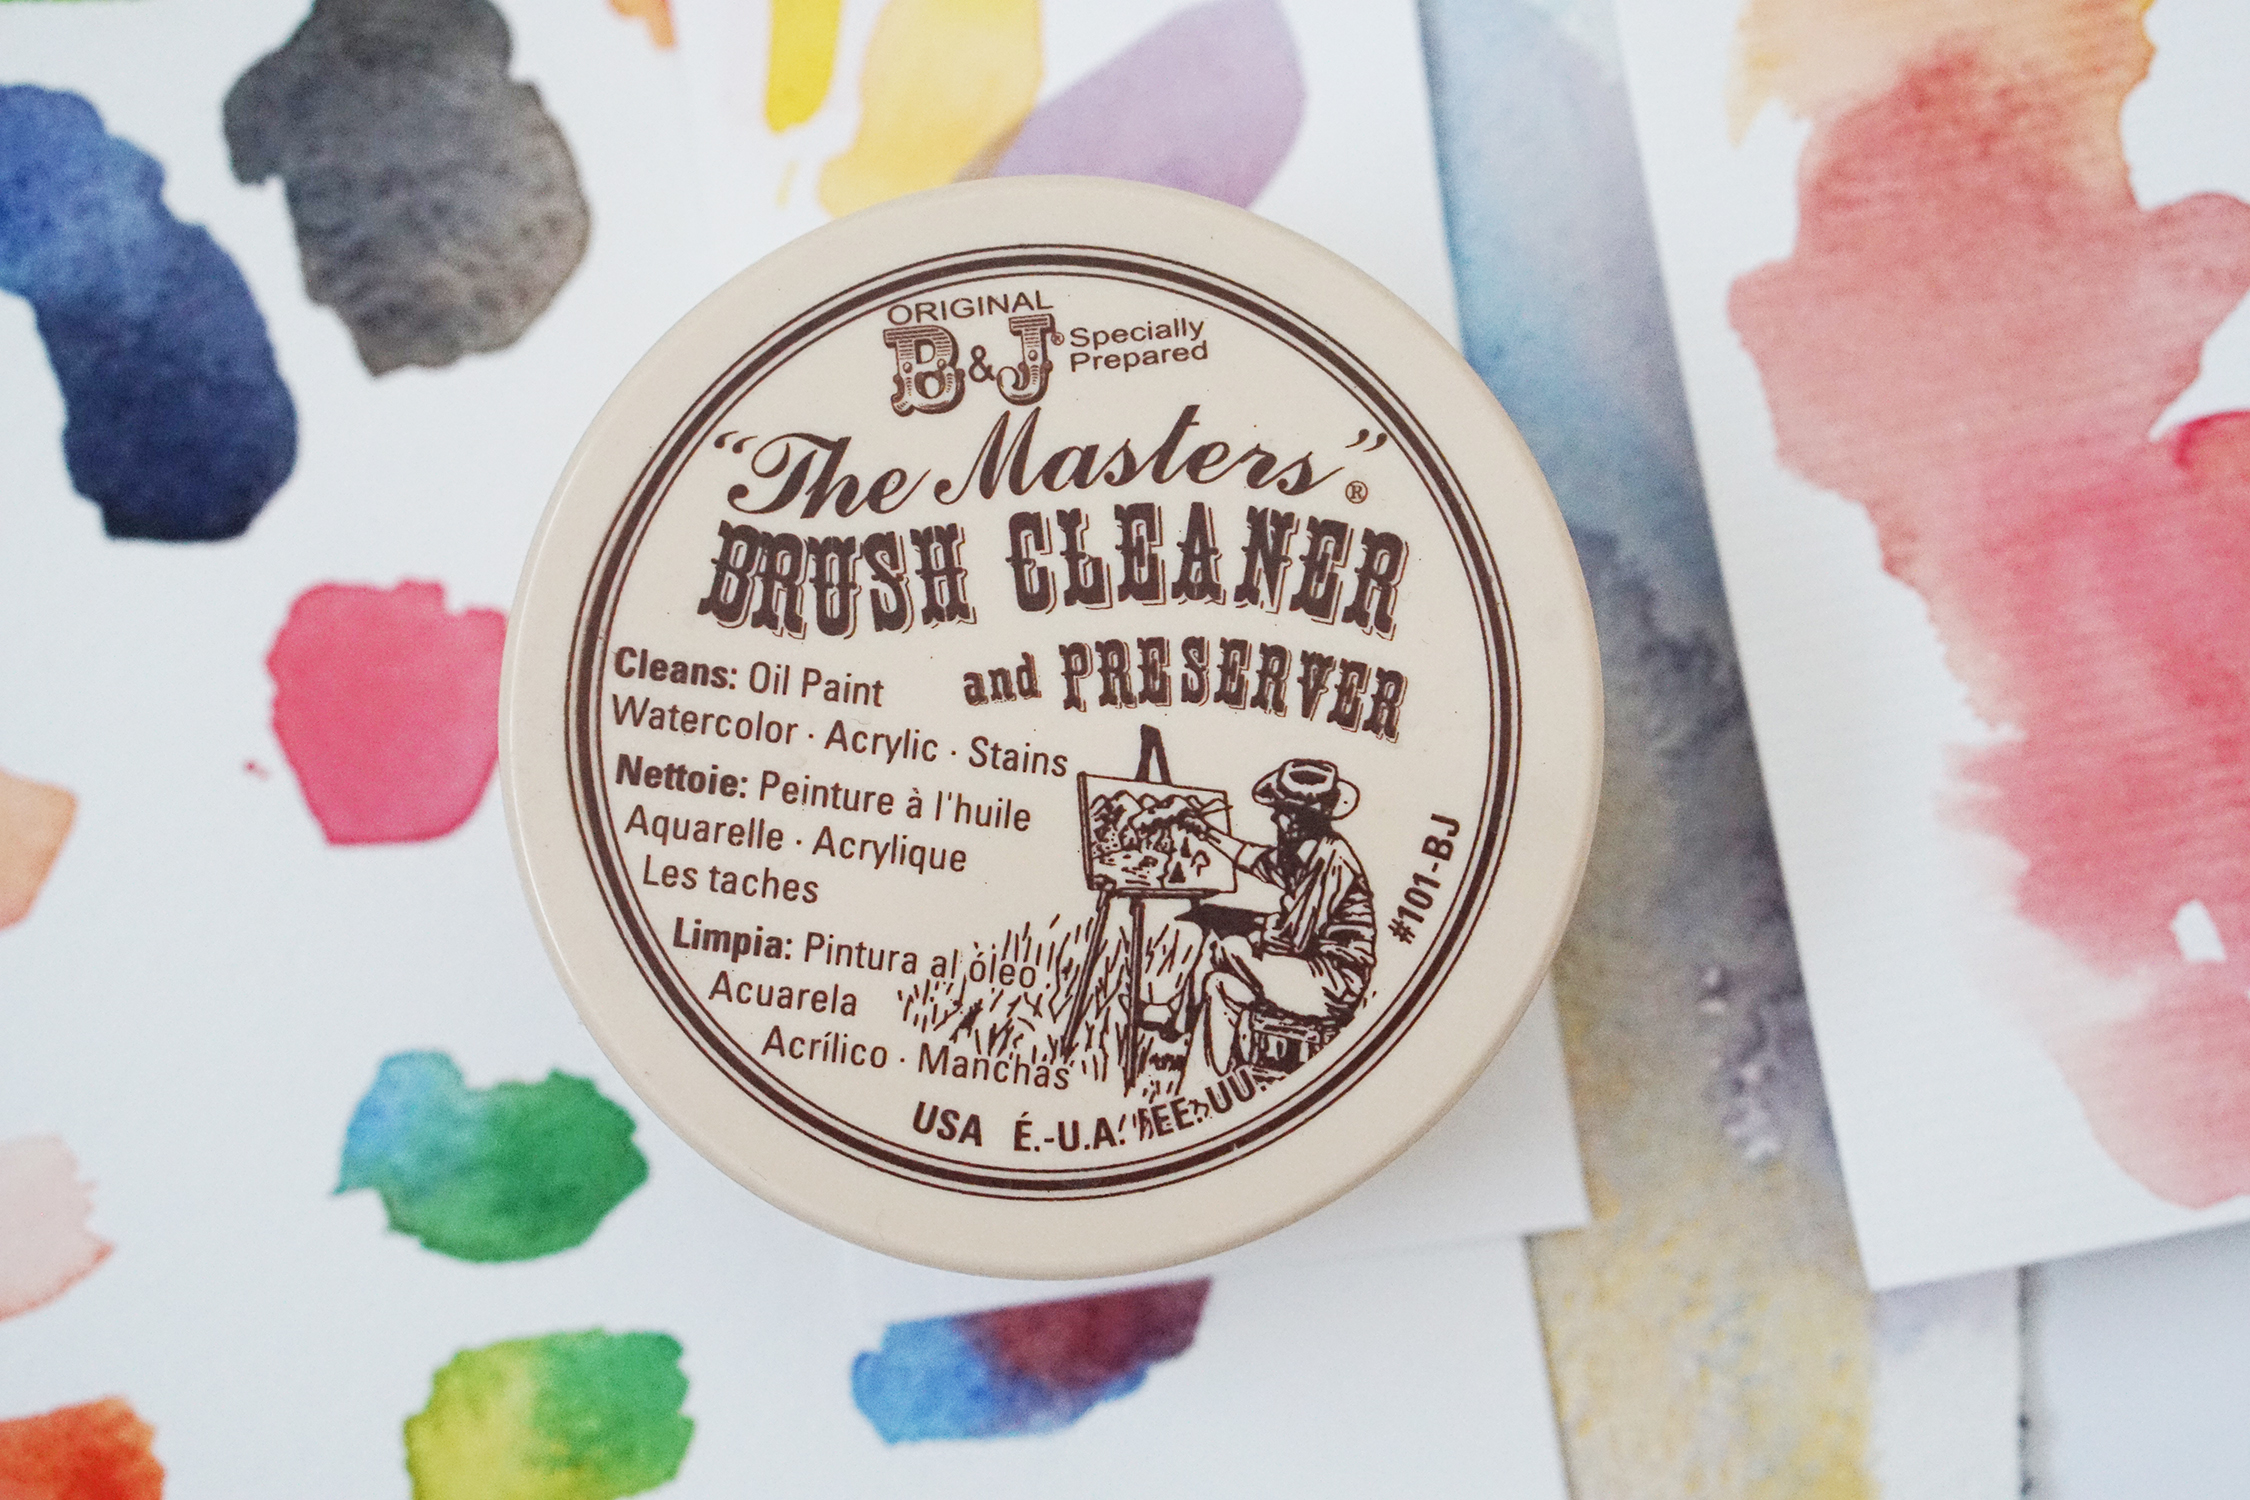 ORIGINAL
B&J® Specially
Prepared
“The Masters”®
BRUSH CLEANER
and PRESERVER
Cleans: Oil Paint
Watercolor · Acrylic · Stains
Nettoie: Peinture à l'huile
Aquarelle · Acrylique
Les taches
Limpia: Pintura al óleo
Acuarela
Acrílico · Manchas
#101-BJ
USA É.-U.A. EE.UU.